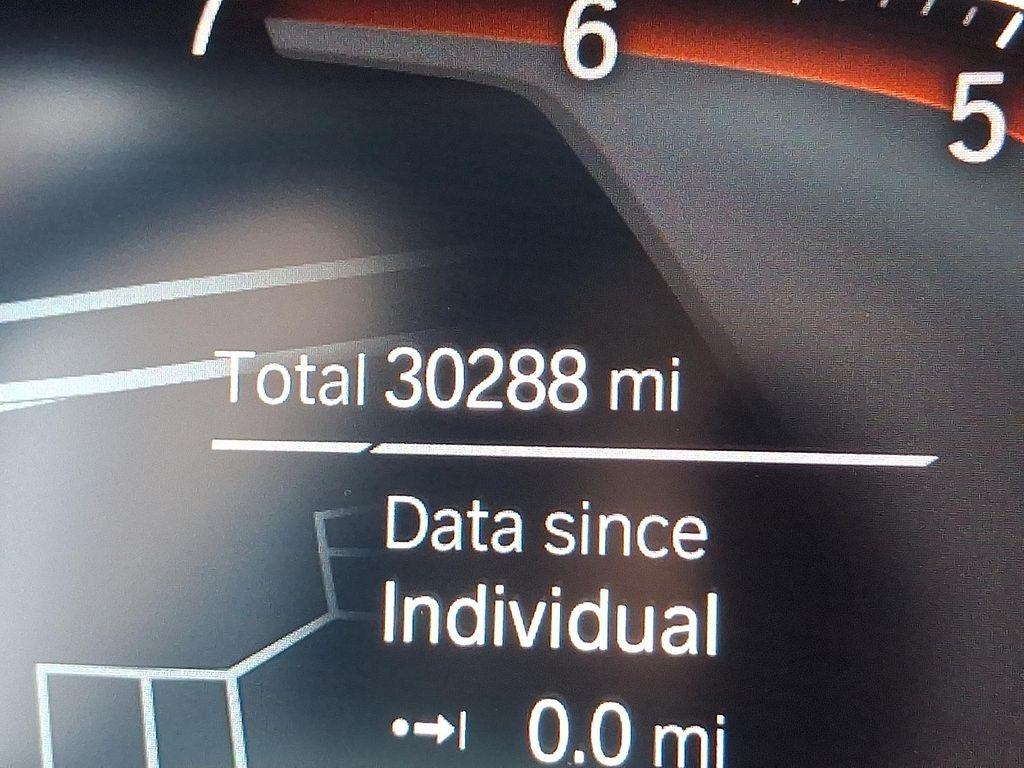 7 6 5
Total 30288 mi
Data since
Individual
0.0 mi